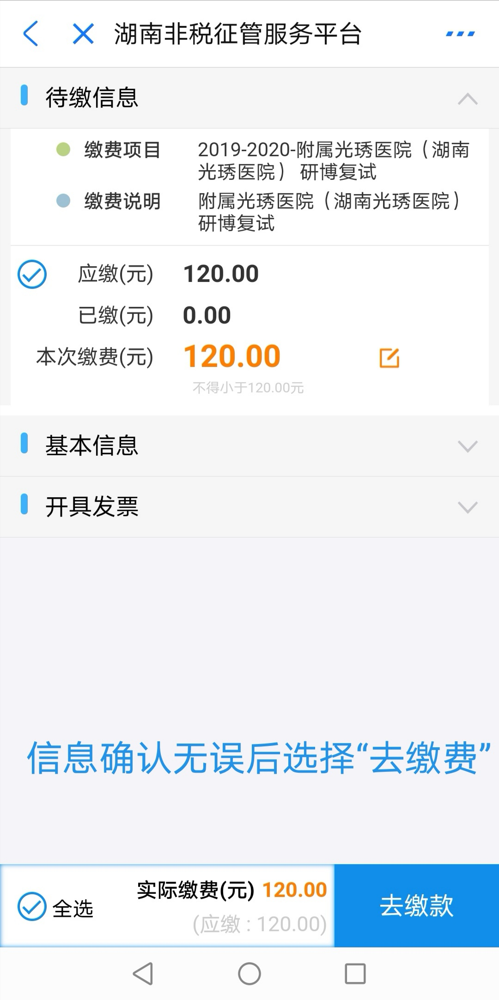 湖南非税征管服务平台
待缴信息
缴费项目 2019-2020-附属光琇医院（湖南
光琇医院） 研博复试
缴费说明 附属光琇医院（湖南光琇医院）
研博复试
应缴(元) 120.00
已缴(元) 0.00
本次缴费(元) 120.00
不得小于120.00元
基本信息
开具发票
信息确认无误后选择“去缴费”
实际缴费(元) 120.00
全选
(应缴：120.00)
去缴款